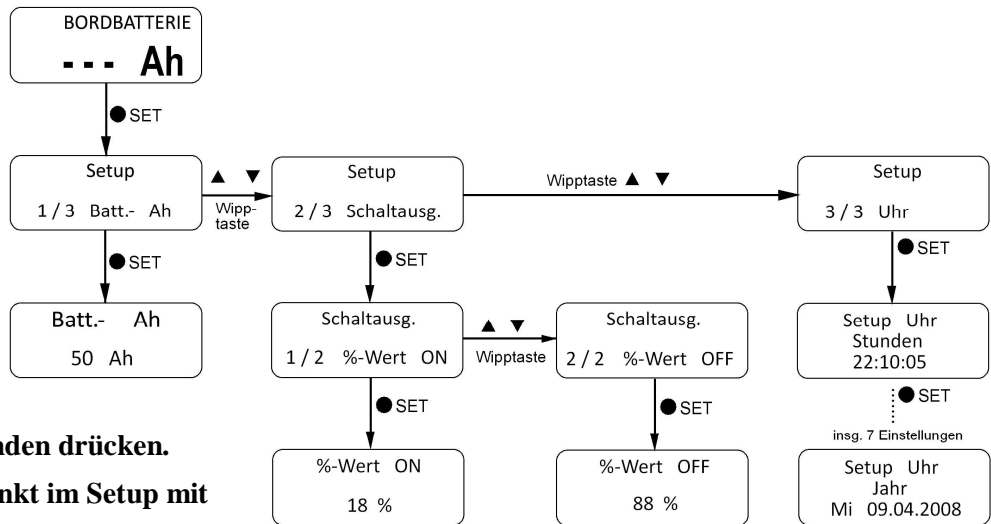 BORDBATTERIE
--- Ah
● SET
Setup
1 / 3 Batt.- Ah
▲ ▼
Wipp-
taste
Setup
2 / 3 Schaltausg.
Wipptaste ▲ ▼
Setup
3 / 3 Uhr
● SET
● SET
● SET
Batt.- Ah
50 Ah
Schaltausg.
1 / 2 %-Wert ON
▲ ▼
Wipptaste
Schaltausg.
2 / 2 %-Wert OFF
Setup Uhr
Stunden
22:10:05
● SET
● SET
● SET
insg. 7 Einstellungen
nden drücken.
%-Wert ON
18 %
%-Wert OFF
88 %
Setup Uhr
Jahr
Mi 09.04.2008
nkt im Setup mit